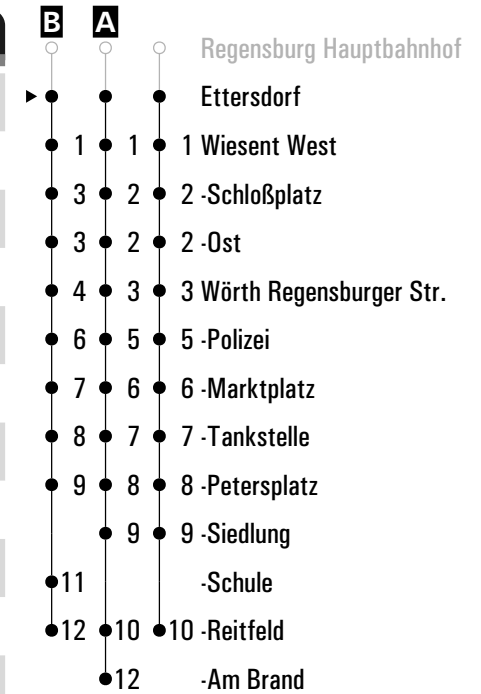 B A
Regensburg Hauptbahnhof
Ettersdorf
1 1 1 Wiesent West
3 2 2 -Schloßplatz
3 2 2 -Ost
4 3 3 Wörth Regensburger Str.
6 5 5 -Polizei
7 6 6 -Marktplatz
8 7 7 -Tankstelle
9 8 8 -Petersplatz
9 9 -Siedlung
11 -Schule
12 10 10 -Reitfeld
12 -Am Brand